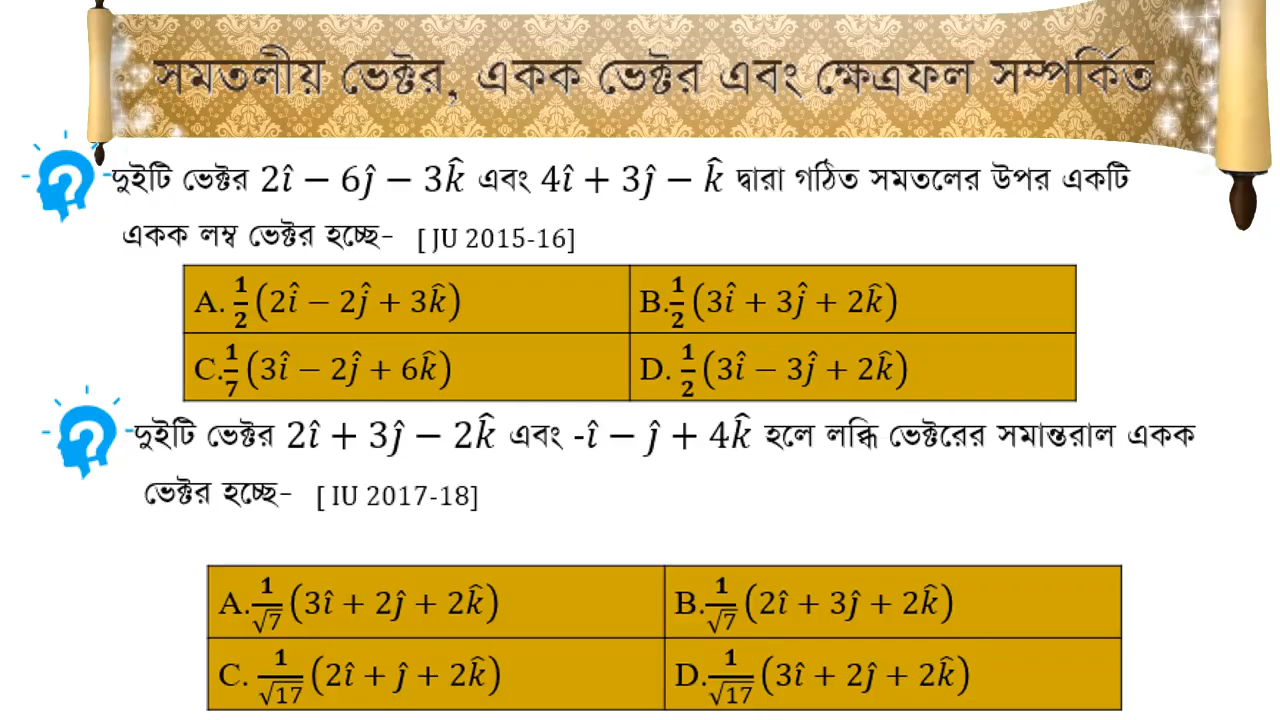 সমতলীয় ভেক্টর, একক ভেক্টর এবং ক্ষেত্রফল সম্পর্কিত
দুইটি ভেক্টর 2î − 6ĵ − 3k̂ এবং 4î + 3ĵ − k̂ দ্বারা গঠিত সমতলের উপর একটি
একক লম্ব ভেক্টর হচ্ছে- [ JU 2015-16]
A. 1/2 (2î − 2ĵ + 3k̂) B. 1/2 (3î + 3ĵ + 2k̂)
C. 1/7 (3î − 2ĵ + 6k̂) D. 1/2 (3î − 3ĵ + 2k̂)
দুইটি ভেক্টর 2î + 3ĵ − 2k̂ এবং -î − ĵ + 4k̂ হলে লব্ধি ভেক্টরের সমান্তরাল একক
ভেক্টর হচ্ছে- [ IU 2017-18]
A. 1/√7 (3î + 2ĵ + 2k̂) B. 1/√7 (2î + 3ĵ + 2k̂)
C. 1/√17 (2î + ĵ + 2k̂) D. 1/√17 (3î + 2ĵ + 2k̂)